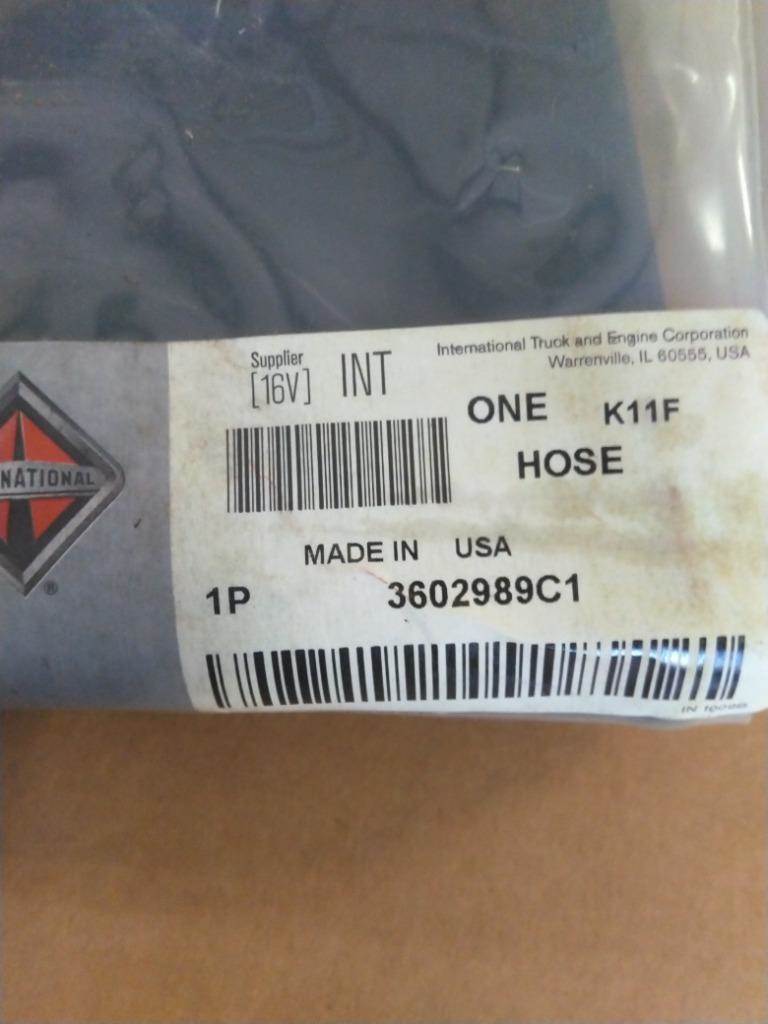 Supplier
[16V] INT
International Truck and Engine Corporation
Warrenville, IL 60555, USA
ONE K11F
HOSE
NATIONAL
®
MADE IN USA
1P 3602989C1
IN